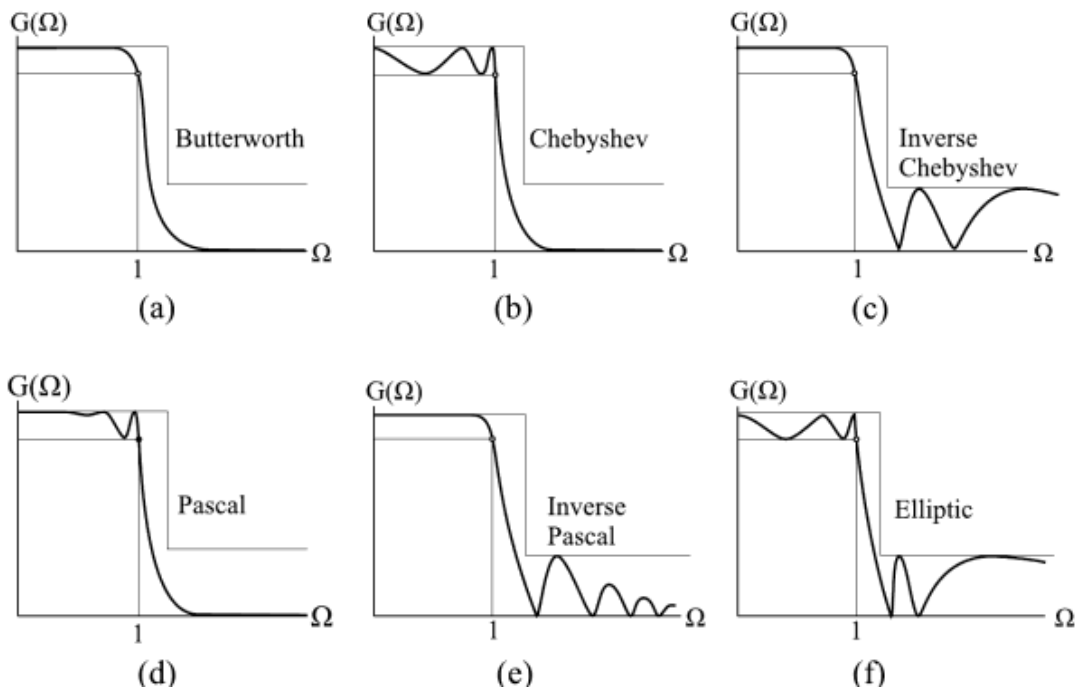 G(Ω) G(Ω) G(Ω)
Butterworth Chebyshev Inverse
Chebyshev
Ω Ω Ω
1 1 1
(a) (b) (c)
G(Ω) G(Ω) G(Ω)
Pascal Inverse Elliptic
Pascal
Ω Ω Ω
1 1 1
(d) (e) (f)